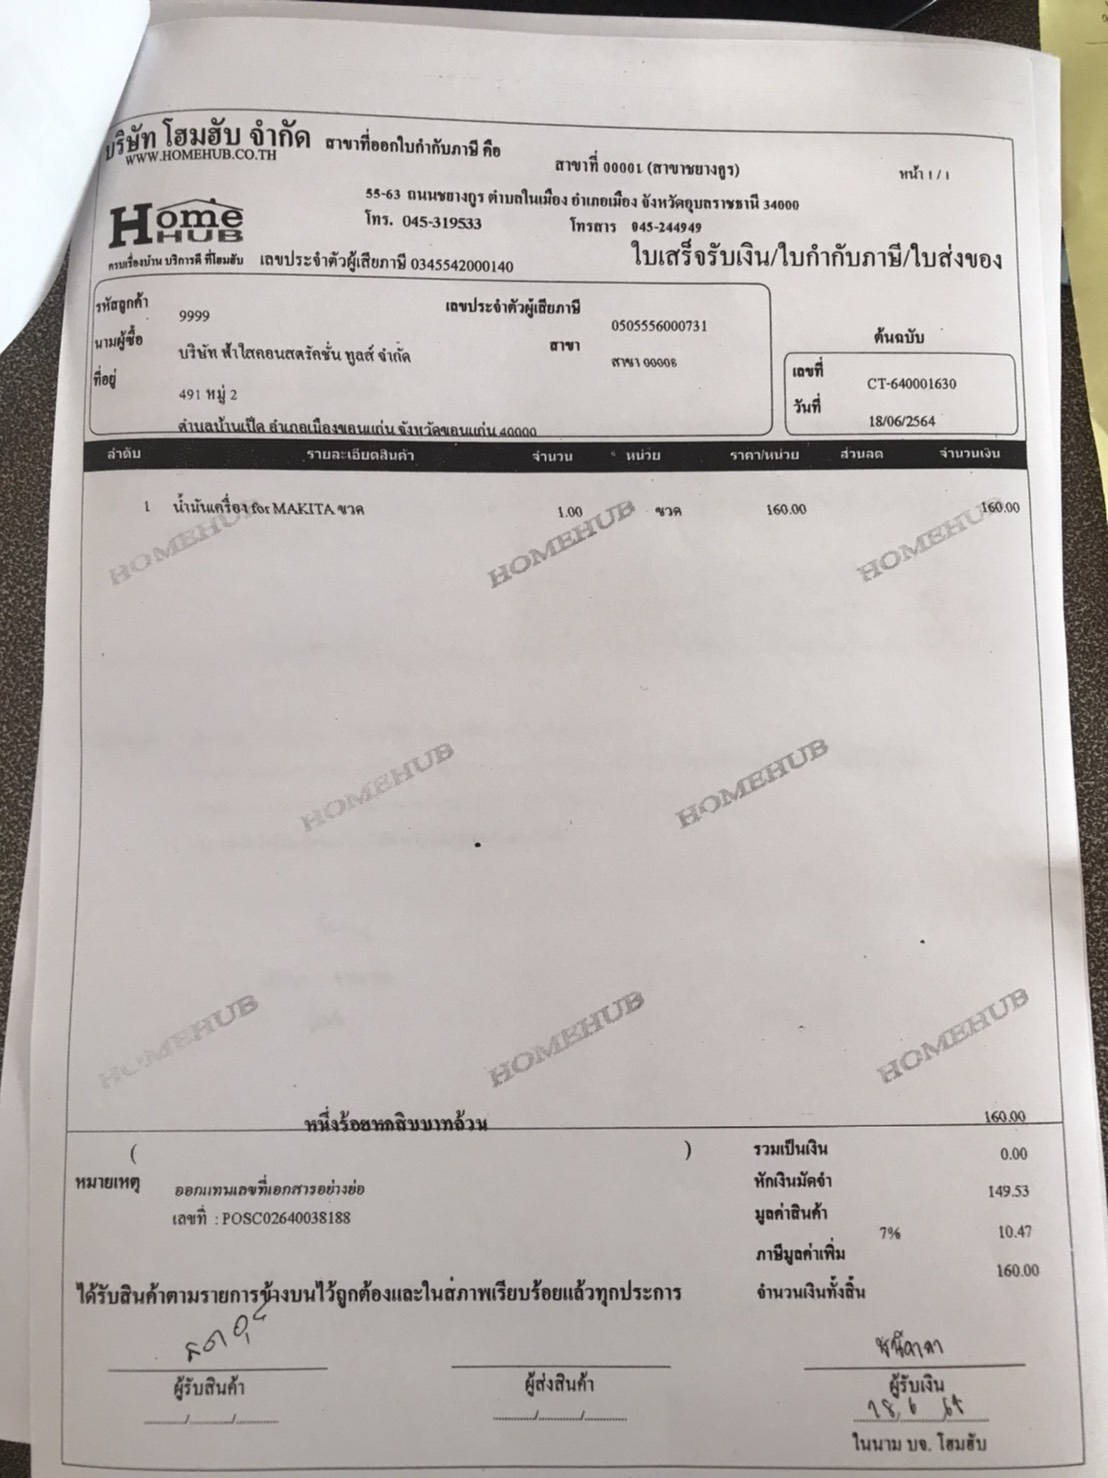 บริษัท โฮมฮับ จำกัด สาขาที่ออกใบกำกับภาษี คือ
WWW.HOMEHUB.CO.TH
สาขาที่ 00001 (สาขาชยางกูร)
หน้า 1 / 1
55-63 ถนนชยางกูร ตำบลในเมือง อำเภอเมือง จังหวัดอุบลราชธานี 34000
Home HUB
โทร. 045-319533 โทรสาร 045-244949
ครบเรื่องบ้าน บริการดี ที่โฮมฮับ เลขประจำตัวผู้เสียภาษี 0345542000140
ใบเสร็จรับเงิน/ใบกำกับภาษี/ใบส่งของ
รหัสลูกค้า 9999 เลขประจำตัวผู้เสียภาษี 0505556000731
นามผู้ซื้อ บริษัท ฟ้าใสคอนสตรัคชั่น ทูลส์ จำกัด สาขา สาขา 00008
ที่อยู่ 491 หมู่ 2
ตำบลบ้านเป็ด อำเภอเมืองขอนแก่น จังหวัดขอนแก่น 40000
ต้นฉบับ
เลขที่ CT-640001630
วันที่ 18/06/2564
ลำดับ รายละเอียดสินค้า จำนวน หน่วย ราคา/หน่วย ส่วนลด จำนวนเงิน
1 น้ำมันเครื่อง for MAKITA ขวด 1.00 ขวด 160.00 160.00
HOMEHUB HOMEHUB HOMEHUB
HOMEHUB HOMEHUB
HOMEHUB HOMEHUB HOMEHUB
หนึ่งร้อยหกสิบบาทถ้วน 160.00
( ) รวมเป็นเงิน 0.00
หมายเหตุ ออกแทนเลขที่เอกสารอย่างย่อ หักเงินมัดจำ 149.53
เลขที่ : POSC02640038188 มูลค่าสินค้า
7% 10.47
ภาษีมูลค่าเพิ่ม 160.00
ได้รับสินค้าตามรายการข้างบนไว้ถูกต้องและในสภาพเรียบร้อยแล้วทุกประการ จำนวนเงินทั้งสิ้น
ผู้รับสินค้า ผู้ส่งสินค้า ผู้รับเงิน
18 6 64
ในนาม บจ. โฮมฮับ